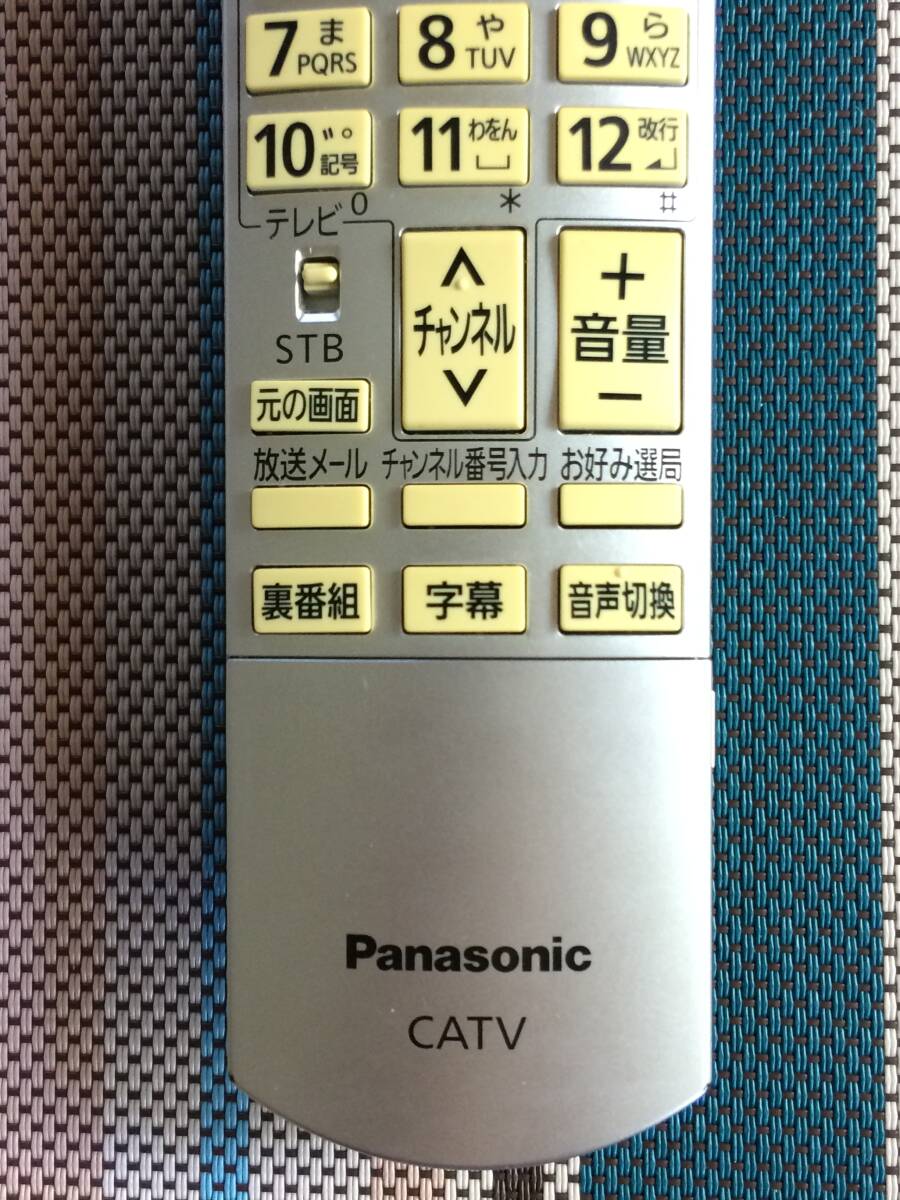 7 ま PQRS
8 や TUV
9 ら WXYZ
10 ゛゜ 記号
11 わをん ␣
12 改行
0
*
#
テレビ
STB
チャンネル
+
音量
-
元の画面
放送メール
チャンネル番号入力
お好み選局
裏番組
字幕
音声切換
Panasonic
CATV